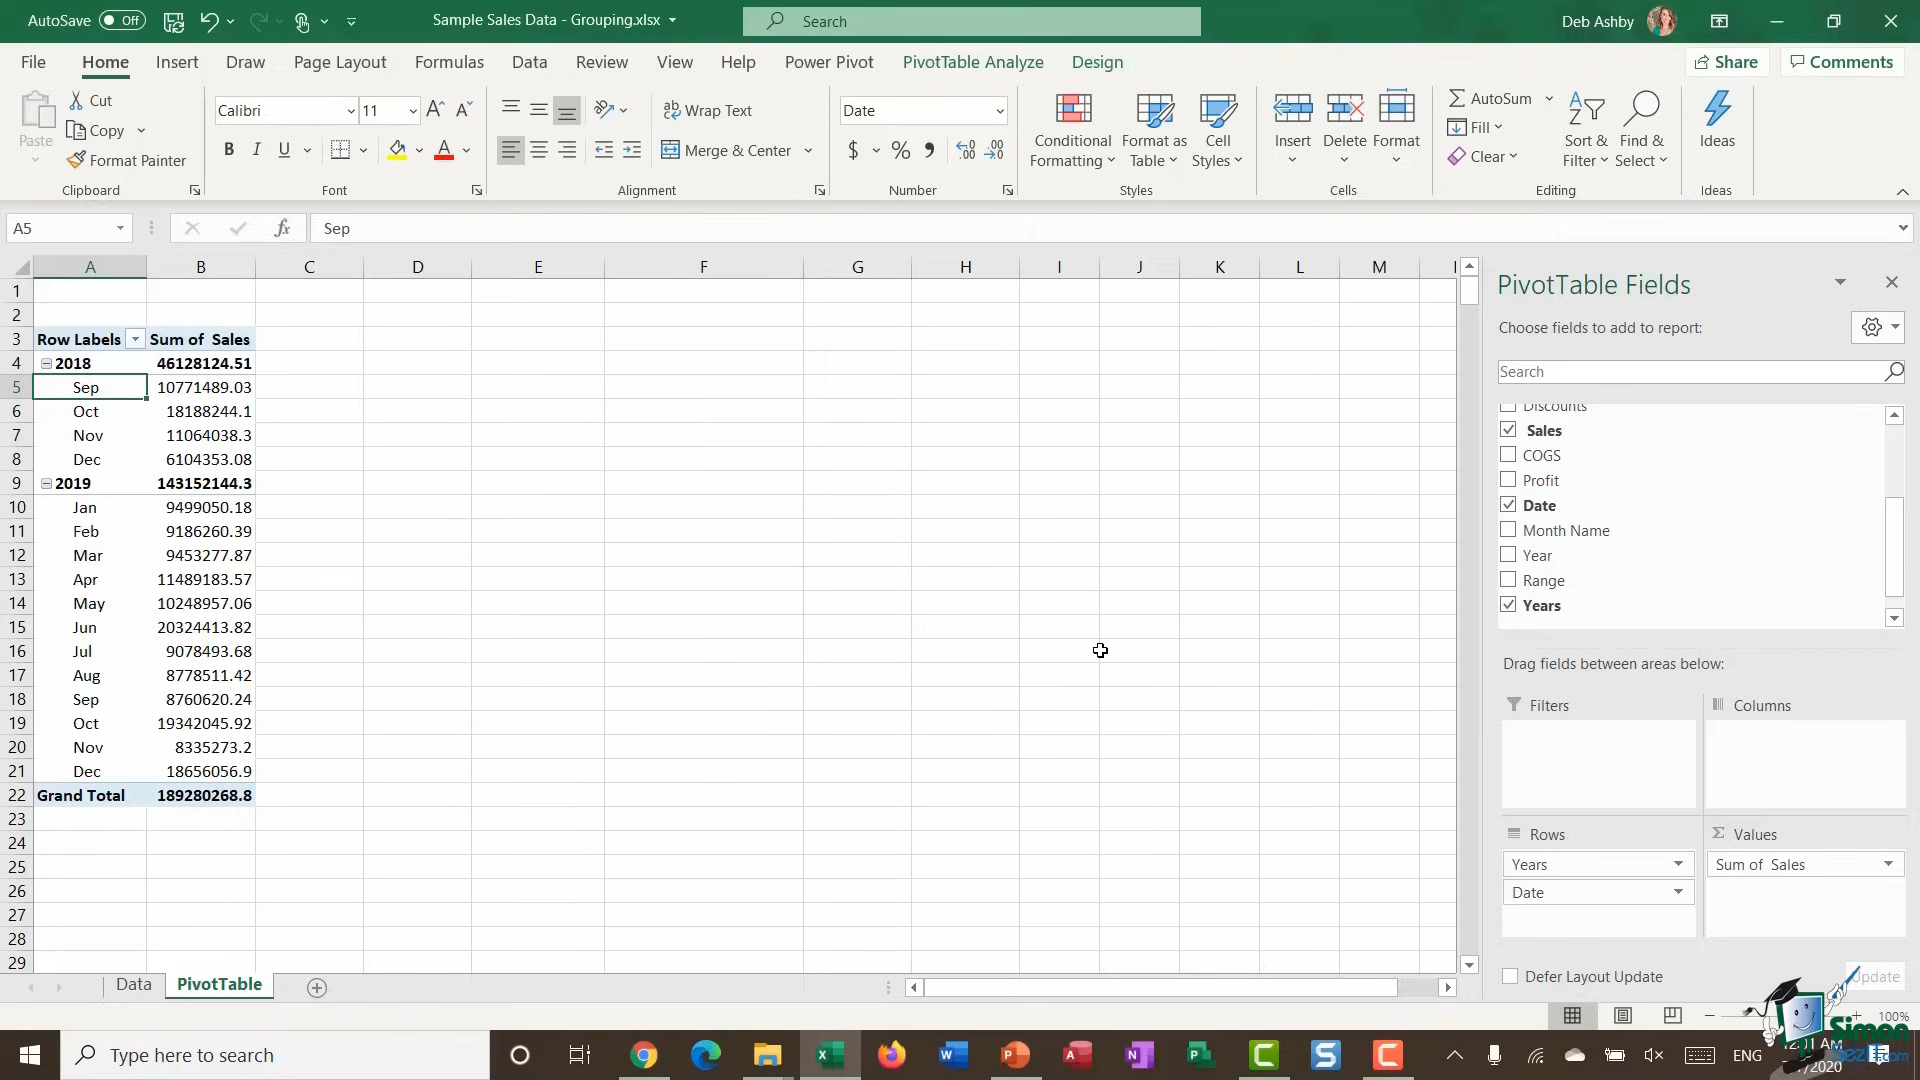 AutoSave Off Sample Sales Data - Grouping.xlsx Search Deb Ashby
File Home Insert Draw Page Layout Formulas Data Review View Help Power Pivot PivotTable Analyze Design Share Comments
Paste Cut Calibri 11 Wrap Text Date Conditional Formatting Format as Table Cell Styles Insert Delete Format AutoSum Sort & Filter Find & Select Ideas
Copy Fill
Format Painter B I U A Merge & Center $ % Clear
Clipboard Font Alignment Number Styles Cells Editing Ideas
A5 fx Sep
A B C D E F G H I J K L M
1
2
3 Row Labels Sum of Sales
4 2018 46128124.51
5 Sep 10771489.03
6 Oct 18188244.1
7 Nov 11064038.3
8 Dec 6104353.08
9 2019 143152144.3
10 Jan 9499050.18
11 Feb 9186260.39
12 Mar 9453277.87
13 Apr 11489183.57
14 May 10248957.06
15 Jun 20324413.82
16 Jul 9078493.68
17 Aug 8778511.42
18 Sep 8760620.24
19 Oct 19342045.92
20 Nov 8335273.2
21 Dec 18656056.9
22 Grand Total 189280268.8
23
24
25
26
27
28
29
PivotTable Fields
Choose fields to add to report:
Search
Discounts
Sales
COGS
Profit
Date
Month Name
Year
Range
Years
Drag fields between areas below:
Filters Columns
Rows Values
Years Sum of Sales
Date
Defer Layout Update
Data PivotTable
100%
Type here to search ENG
Simon
SezIT.com